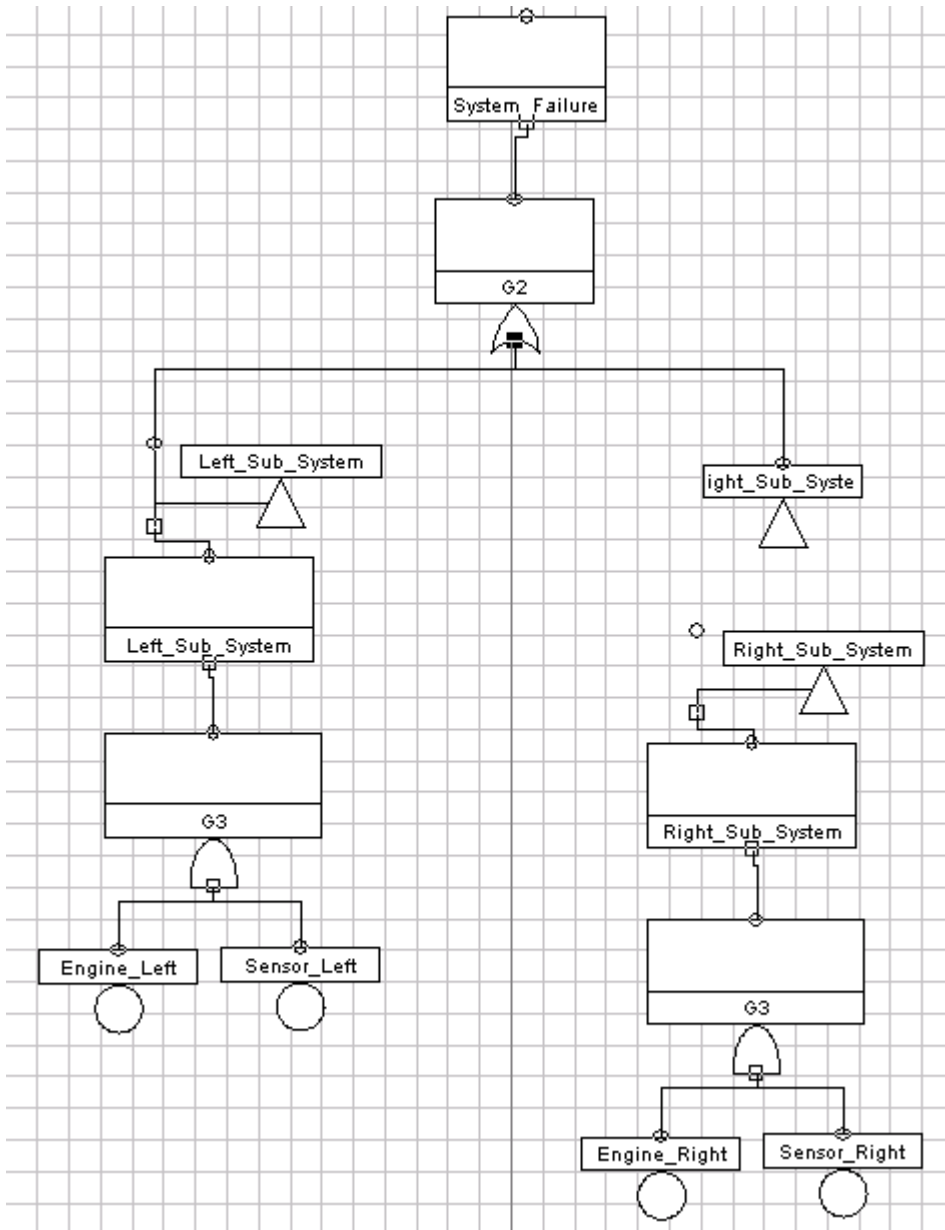 System_Failure
G2
Left_Sub_System
ight_Sub_Syste
Left_Sub_System
Right_Sub_System
G3
Right_Sub_System
Engine_Left
Sensor_Left
G3
Engine_Right
Sensor_Right